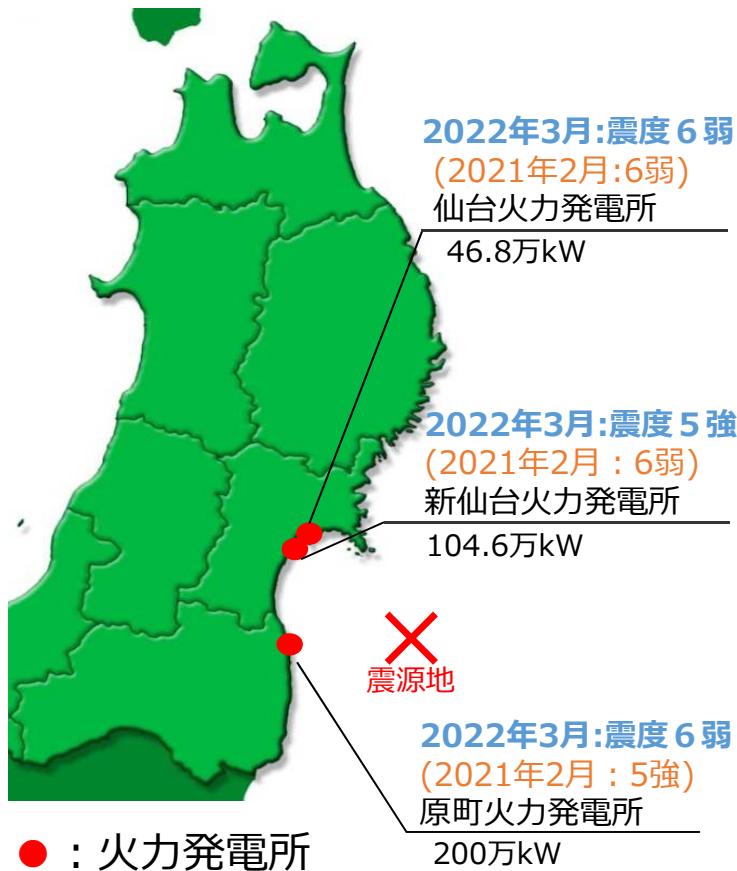 2022年3月:震度６弱
(2021年2月:6弱)
仙台火力発電所
46.8万kW
2022年3月:震度５強
(2021年2月：6弱)
新仙台火力発電所
104.6万kW
震源地
2022年3月:震度６弱
(2021年2月：5強)
原町火力発電所
200万kW
：火力発電所